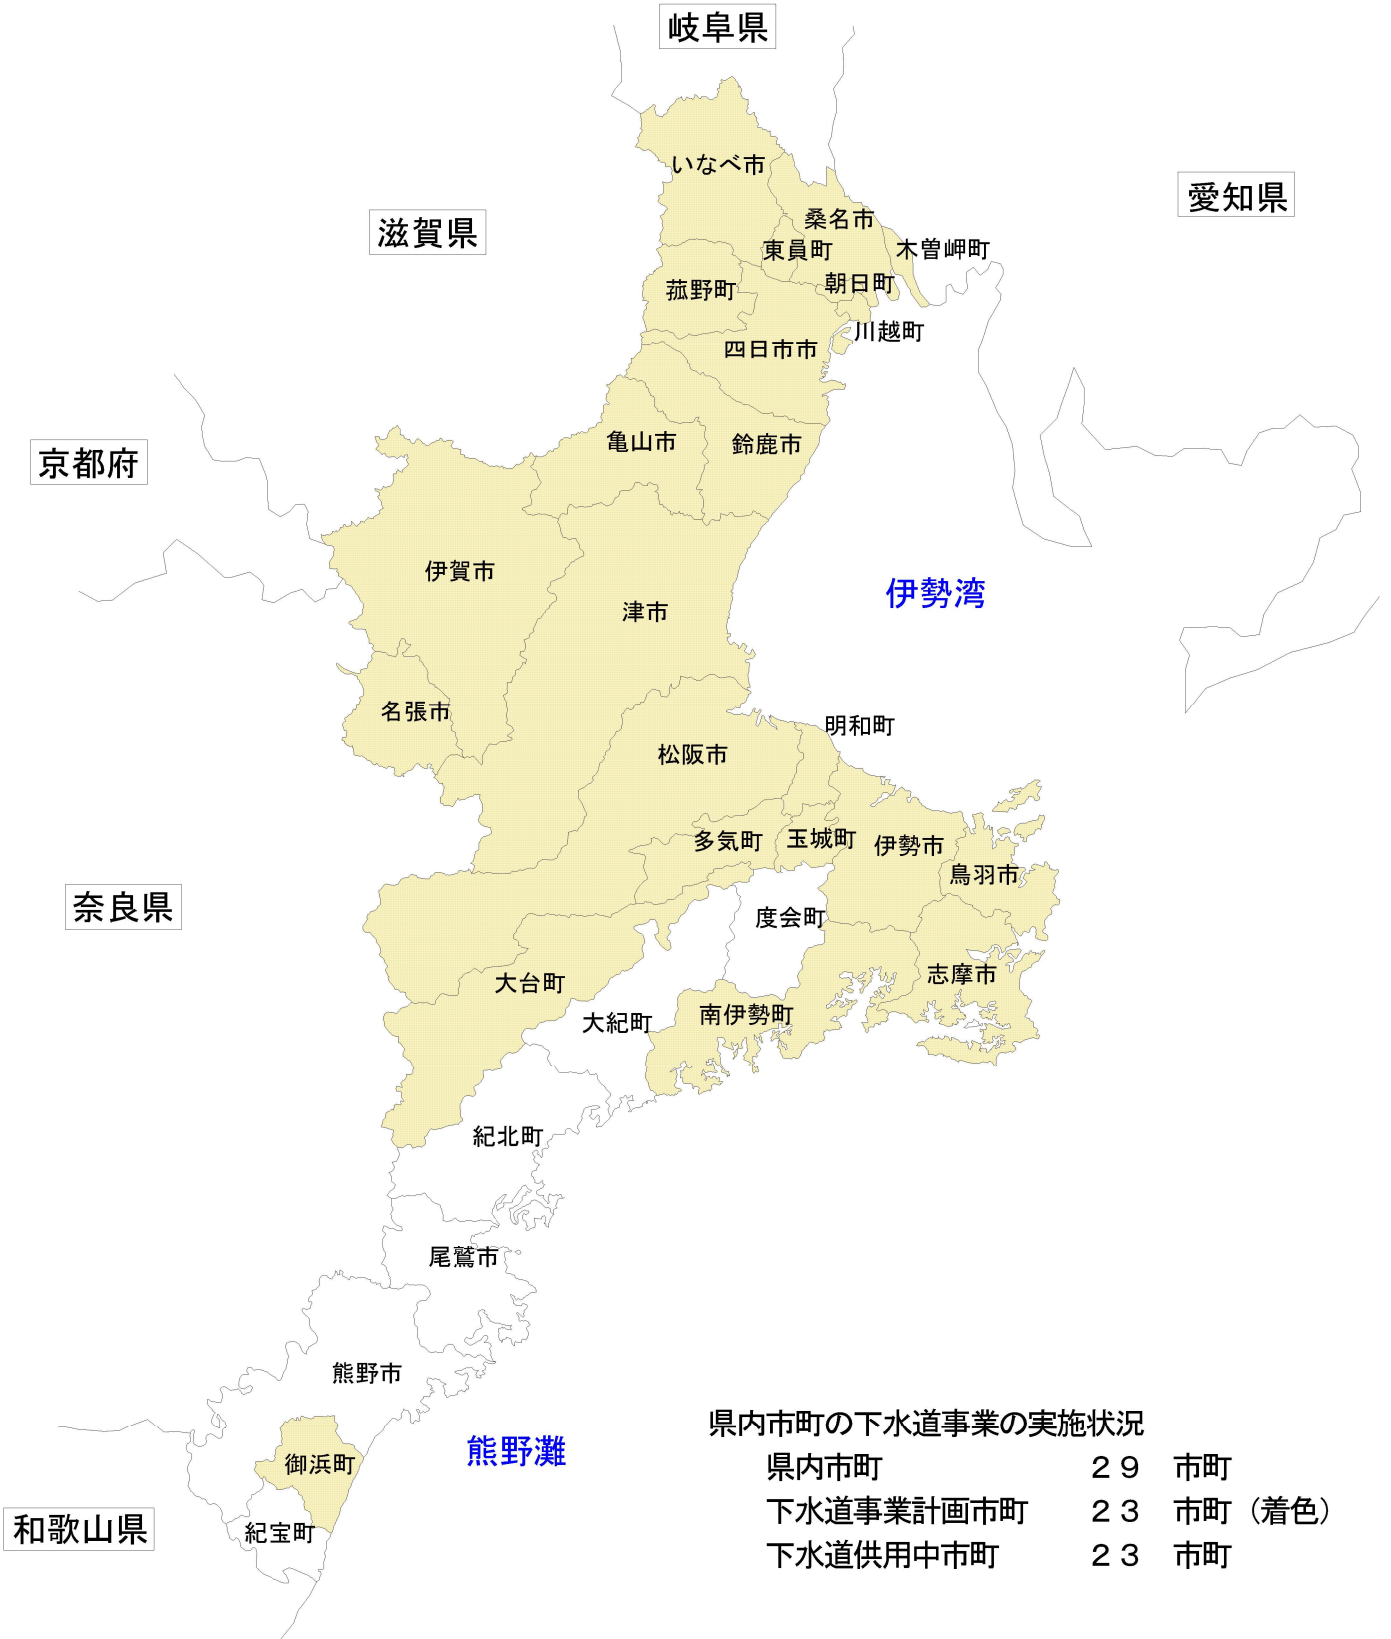 岐阜県
いなべ市
愛知県
桑名市
滋賀県
東員町
木曽岬町
朝日町
菰野町
川越町
四日市市
亀山市
鈴鹿市
京都府
伊賀市
伊勢湾
津市
名張市
明和町
松阪市
多気町
玉城町
伊勢市
鳥羽市
奈良県
度会町
志摩市
大台町
南伊勢町
大紀町
紀北町
尾鷲市
熊野市
熊野灘
御浜町
和歌山県
紀宝町
県内市町の下水道事業の実施状況
県内市町 29 市町
下水道事業計画市町 23 市町（着色）
下水道供用中市町 23 市町